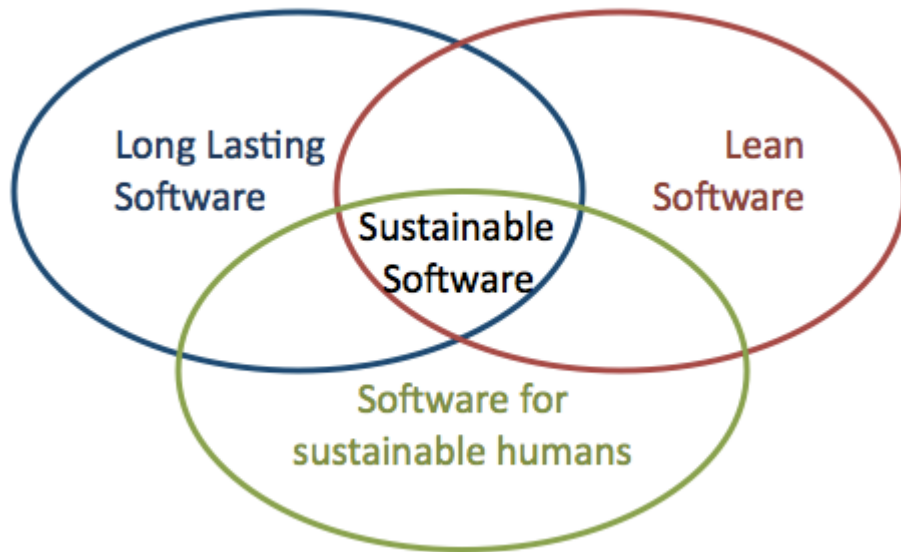 Long Lasting
Software
Lean
Software
Sustainable
Software
Software for
sustainable humans